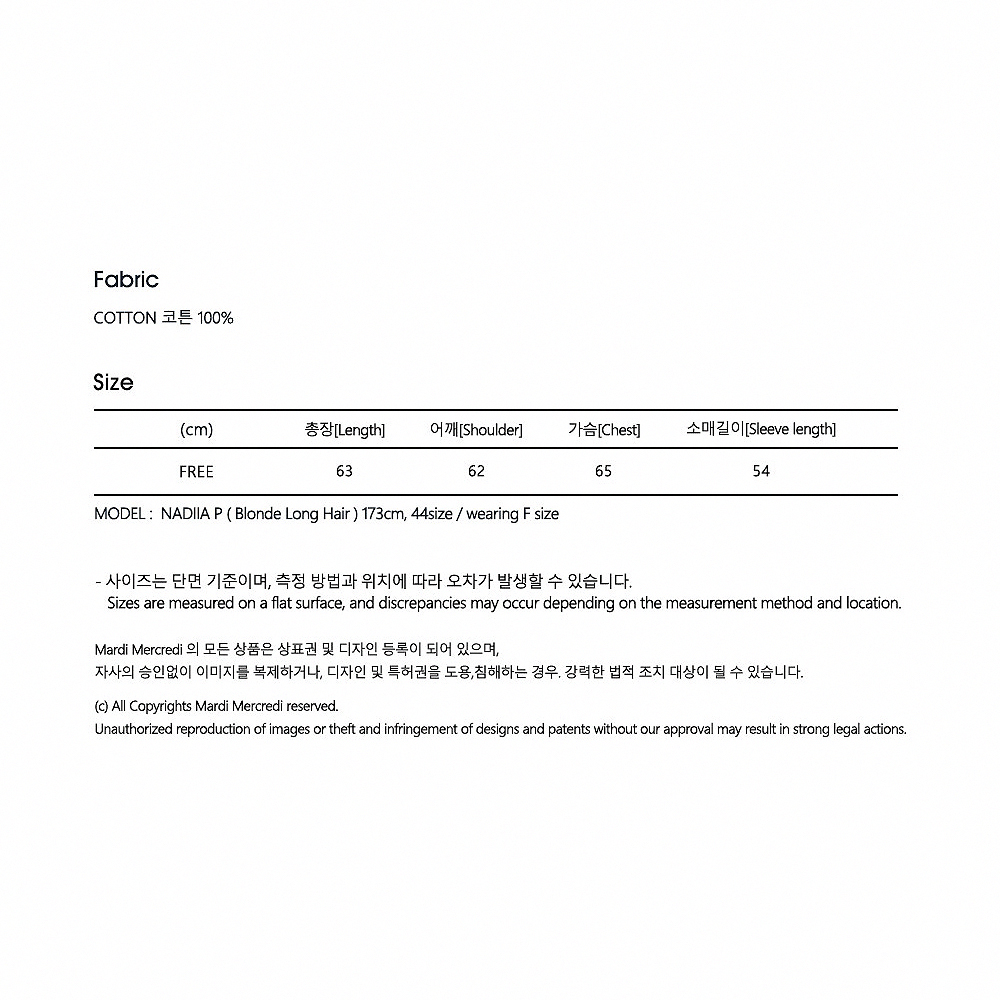 Fabric
COTTON 코튼 100%
Size
(cm) 총장[Length] 어깨[Shoulder] 가슴[Chest] 소매길이[Sleeve length]
FREE 63 62 65 54
MODEL : NADIIA P ( Blonde Long Hair ) 173cm, 44size / wearing F size
- 사이즈는 단면 기준이며, 측정 방법과 위치에 따라 오차가 발생할 수 있습니다.
Sizes are measured on a flat surface, and discrepancies may occur depending on the measurement method and location.
Mardi Mercredi 의 모든 상품은 상표권 및 디자인 등록이 되어 있으며,
자사의 승인없이 이미지를 복제하거나, 디자인 및 특허권을 도용,침해하는 경우. 강력한 법적 조치 대상이 될 수 있습니다.
(c) All Copyrights Mardi Mercredi reserved.
Unauthorized reproduction of images or theft and infringement of designs and patents without our approval may result in strong legal actions.